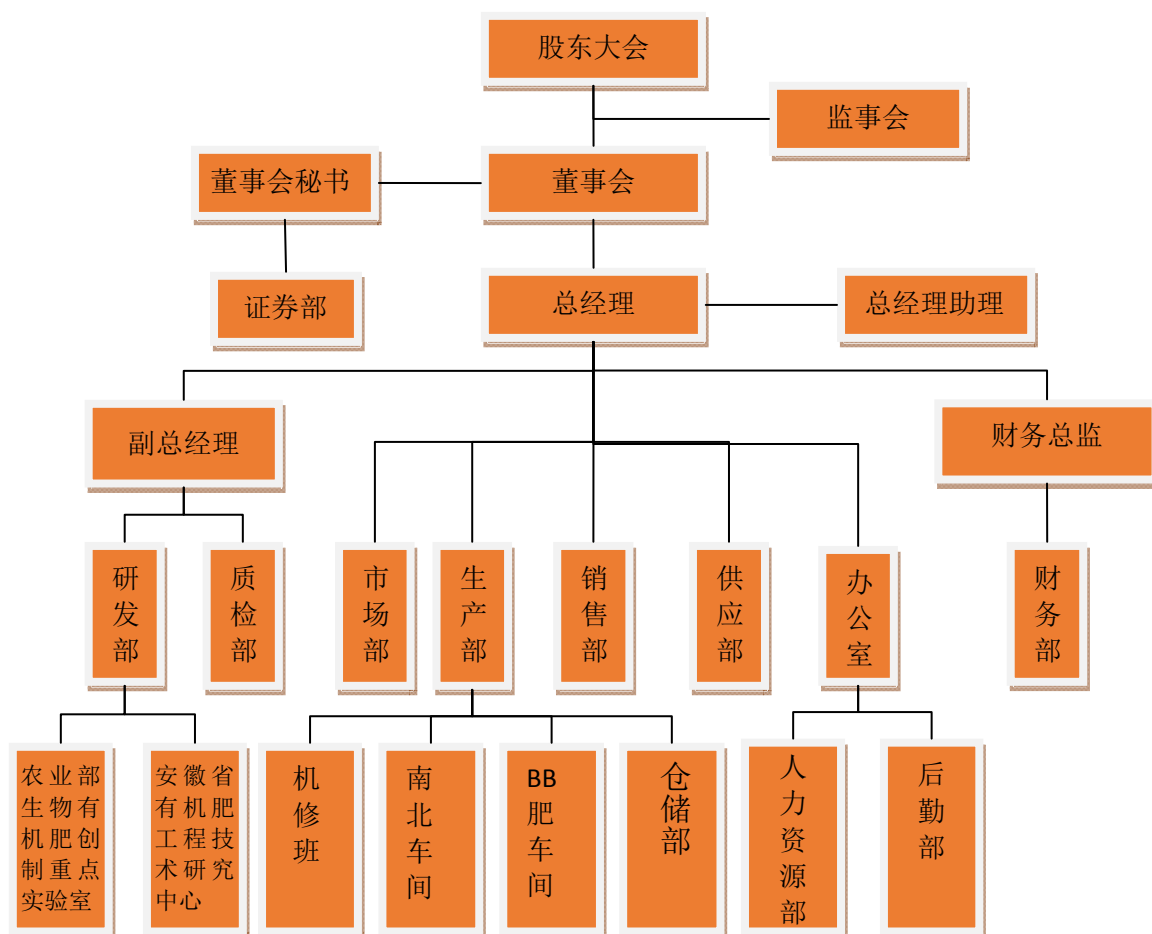 股东大会
监事会
董事会秘书
董事会
证券部
总经理
总经理助理
副总经理
财务总监
研发部
质检部
市场部
生产部
销售部
供应部
办公室
财务部
农业部
生物有
机肥创
制重点
实验室
安徽省
有机肥
工程技
术研究
中心
机修班
南北车间
BB
肥车间
仓储部
人力资源部
后勤部